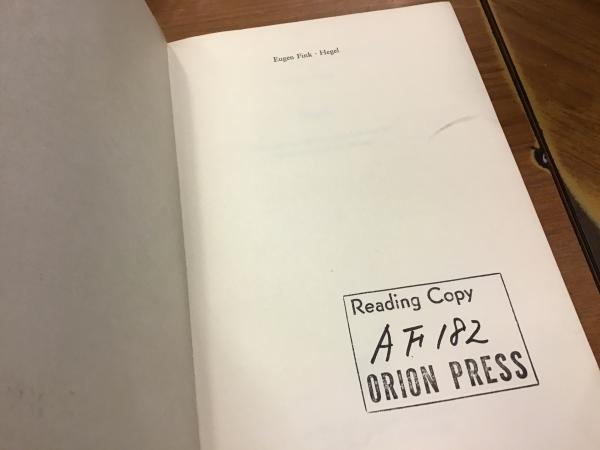 Eugen Fink · Hegel
Reading Copy
AF 182
ORION PRESS